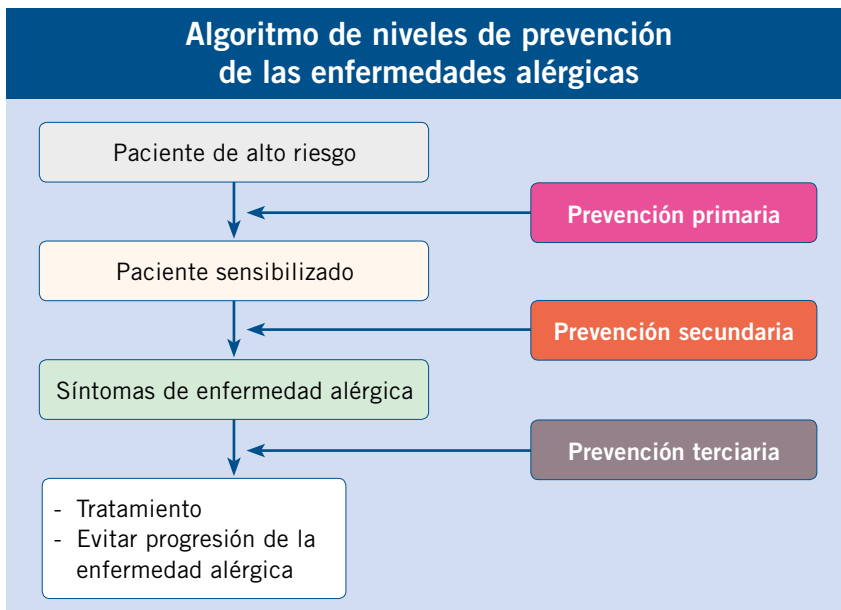 Algoritmo de niveles de prevención
de las enfermedades alérgicas
Paciente de alto riesgo
Prevención primaria
Paciente sensibilizado
Prevención secundaria
Síntomas de enfermedad alérgica
Prevención terciaria
- Tratamiento
- Evitar progresión de la
enfermedad alérgica